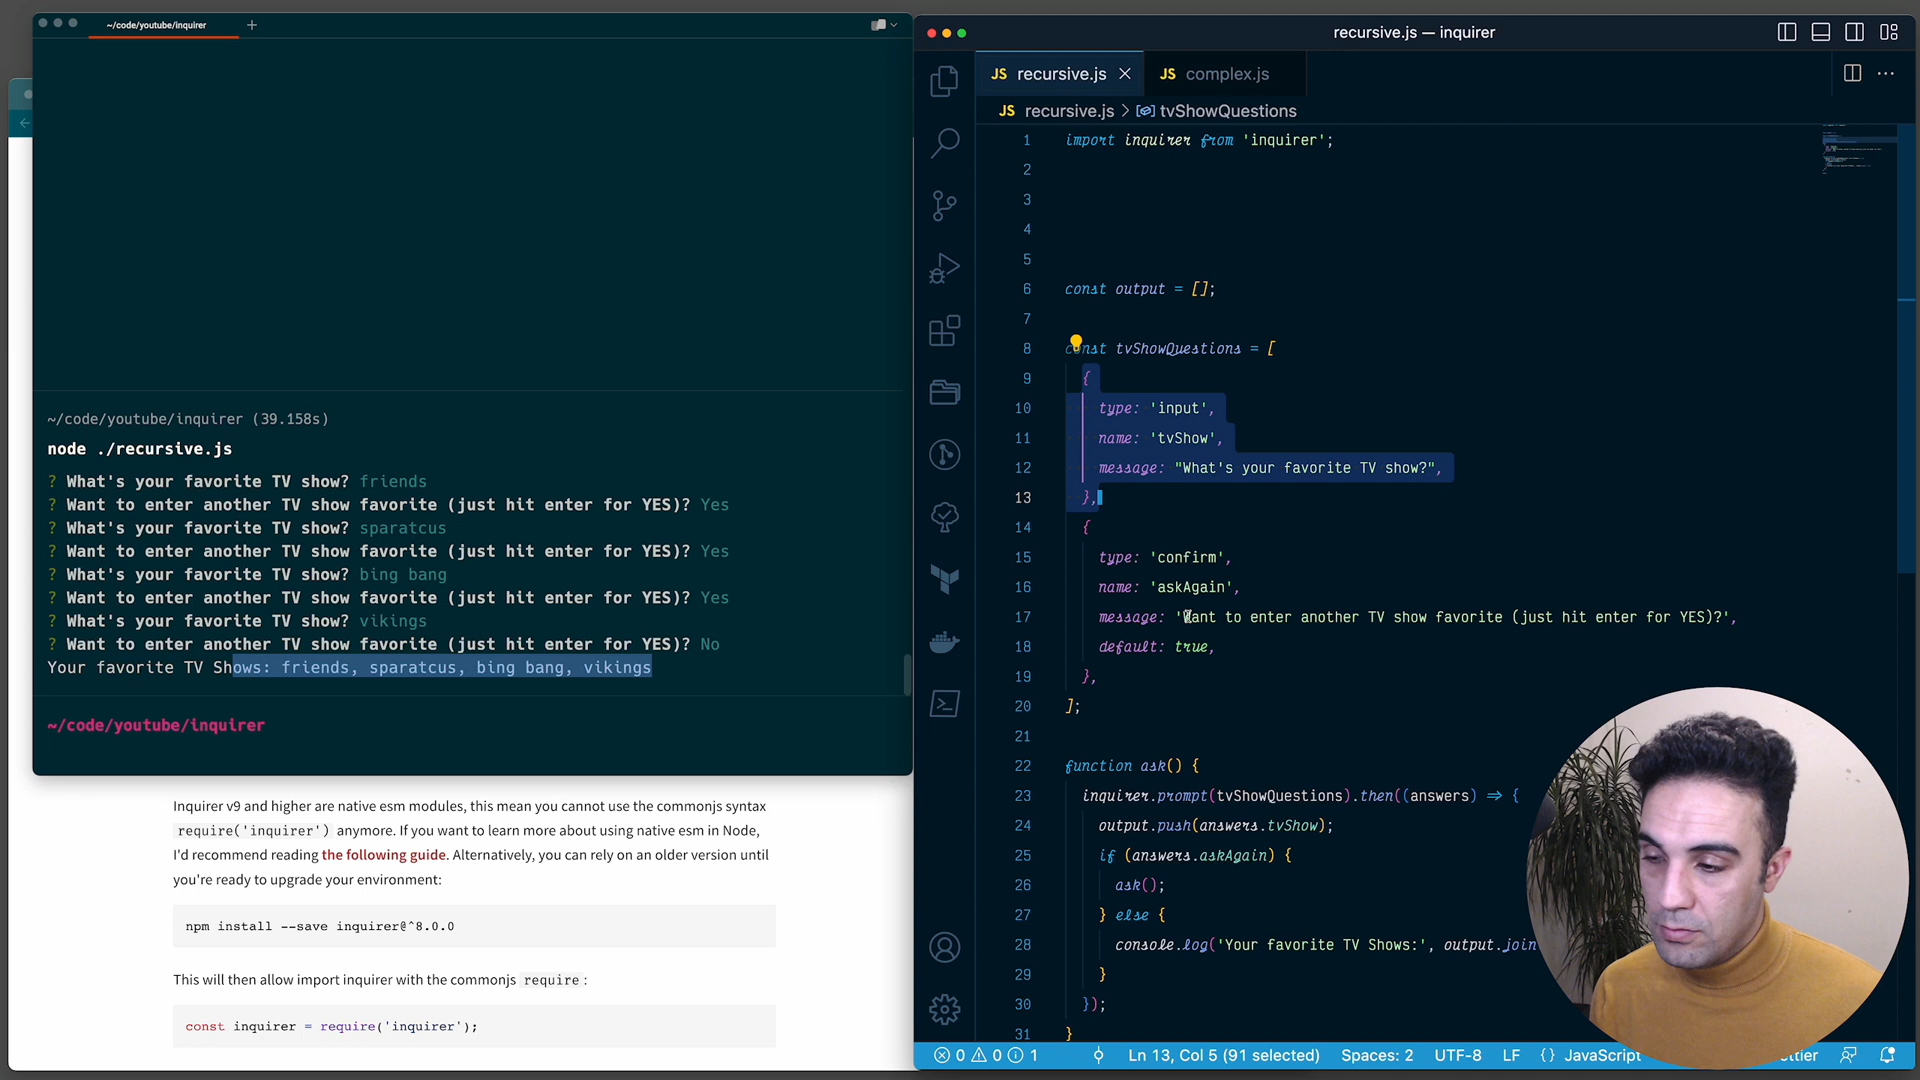 ~/code/youtube/inquirer
~/code/youtube/inquirer (39.158s)
node ./recursive.js
? What's your favorite TV show? friends
? Want to enter another TV show favorite (just hit enter for YES)? Yes
? What's your favorite TV show? sparatcus
? Want to enter another TV show favorite (just hit enter for YES)? Yes
? What's your favorite TV show? bing bang
? Want to enter another TV show favorite (just hit enter for YES)? Yes
? What's your favorite TV show? vikings
? Want to enter another TV show favorite (just hit enter for YES)? No
Your favorite TV Shows: friends, sparatcus, bing bang, vikings
~/code/youtube/inquirer
Inquirer v9 and higher are native esm modules, this mean you cannot use the commonjs syntax
require('inquirer') anymore. If you want to learn more about using native esm in Node,
I'd recommend reading the following guide. Alternatively, you can rely on an older version until
you're ready to upgrade your environment:
npm install --save inquirer@^8.0.0
This will then allow import inquirer with the commonjs require:
const inquirer = require('inquirer');
recursive.js — inquirer
JS recursive.js
JS complex.js
JS recursive.js > tvShowQuestions
1 import inquirer from 'inquirer';
2
3
4
5
6 const output = [];
7
8 const tvShowQuestions = [
9 {
10 type: 'input',
11 name: 'tvShow',
12 message: "What's your favorite TV show?",
13 },
14 {
15 type: 'confirm',
16 name: 'askAgain',
17 message: 'Want to enter another TV show favorite (just hit enter for YES)?',
18 default: true,
19 },
20 ];
21
22 function ask() {
23 inquirer.prompt(tvShowQuestions).then((answers) => {
24 output.push(answers.tvShow);
25 if (answers.askAgain) {
26 ask();
27 } else {
28 console.log('Your favorite TV Shows:', output.join
29 }
30 });
31 }
0 0 1 Ln 13, Col 5 (91 selected) Spaces: 2 UTF-8 LF {} JavaScript